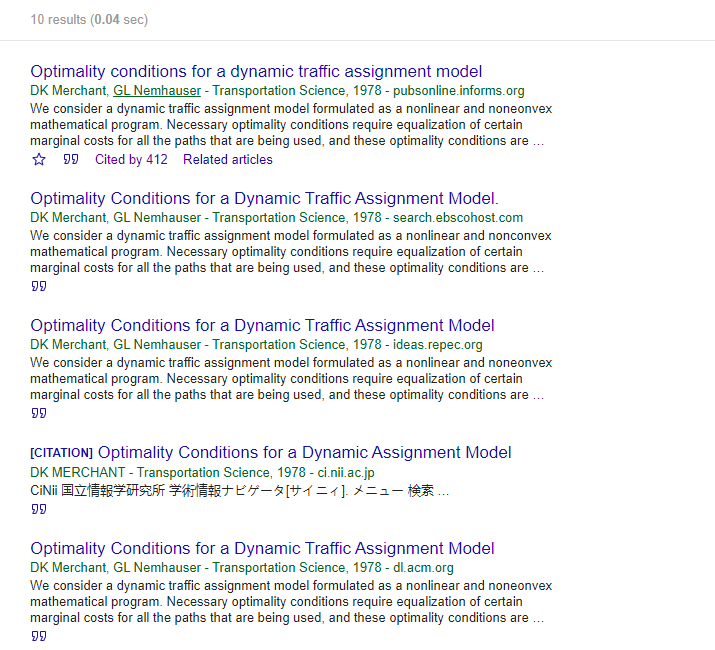 10 results (0.04 sec)
Optimality conditions for a dynamic traffic assignment model
DK Merchant, GL Nemhauser - Transportation Science, 1978 - pubsonline.informs.org
We consider a dynamic traffic assignment model formulated as a nonlinear and noneonvex
mathematical program. Necessary optimality conditions require equalization of certain
marginal costs for all the paths that are being used, and these optimality conditions are …
Cited by 412 Related articles
Optimality Conditions for a Dynamic Traffic Assignment Model.
DK Merchant, GL Nemhauser - Transportation Science, 1978 - search.ebscohost.com
We consider a dynamic traffic assignment model formulated as a nonlinear and nonconvex
mathematical program. Necessary optimality conditions require equalization of certain
marginal costs for all the paths that are being used, and these optimality conditions are …
Optimality Conditions for a Dynamic Traffic Assignment Model
DK Merchant, GL Nemhauser - Transportation Science, 1978 - ideas.repec.org
We consider a dynamic traffic assignment model formulated as a nonlinear and noneonvex
mathematical program. Necessary optimality conditions require equalization of certain
marginal costs for all the paths that are being used, and these optimality conditions are …
[CITATION] Optimality Conditions for a Dynamic Assignment Model
DK MERCHANT - Transportation Science, 1978 - ci.nii.ac.jp
CiNii 国立情報学研究所 学術情報ナビゲータ[サイニィ]. メニュー 検索 …
Optimality Conditions for a Dynamic Traffic Assignment Model
DK Merchant, GL Nemhauser - Transportation Science, 1978 - dl.acm.org
We consider a dynamic traffic assignment model formulated as a nonlinear and noneonvex
mathematical program. Necessary optimality conditions require equalization of certain
marginal costs for all the paths that are being used, and these optimality conditions are …